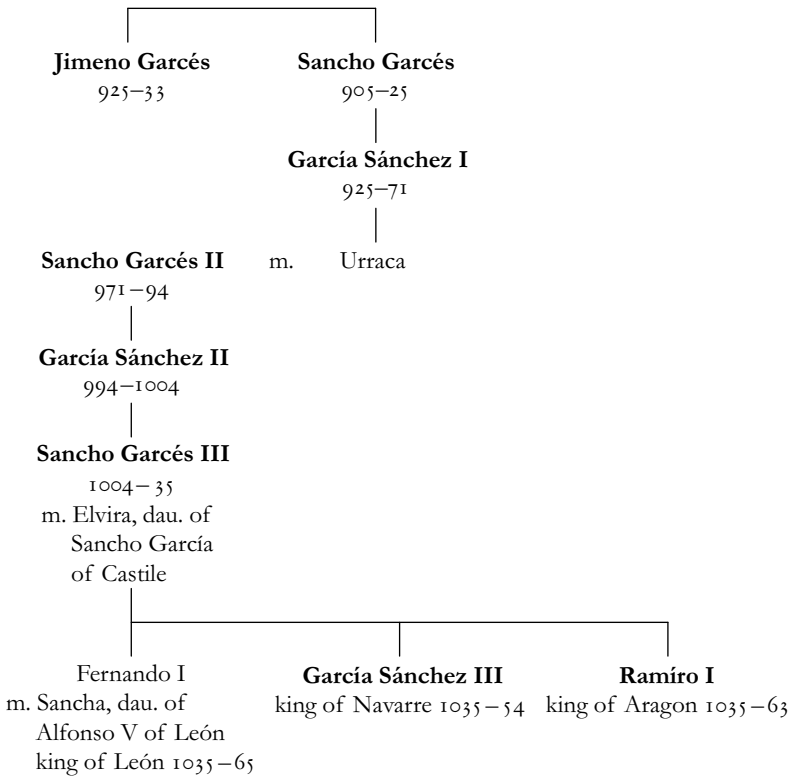 Jimeno Garcés
925–33
Sancho Garcés
905–25
García Sánchez I
925–71
Sancho Garcés II m. Urraca
971–94
García Sánchez II
994–1004
Sancho Garcés III
1004–35
m. Elvira, dau. of
Sancho García
of Castile
Fernando I
m. Sancha, dau. of
Alfonso V of León
king of León 1035–65
García Sánchez III
king of Navarre 1035–54
Ramíro I
king of Aragon 1035–63